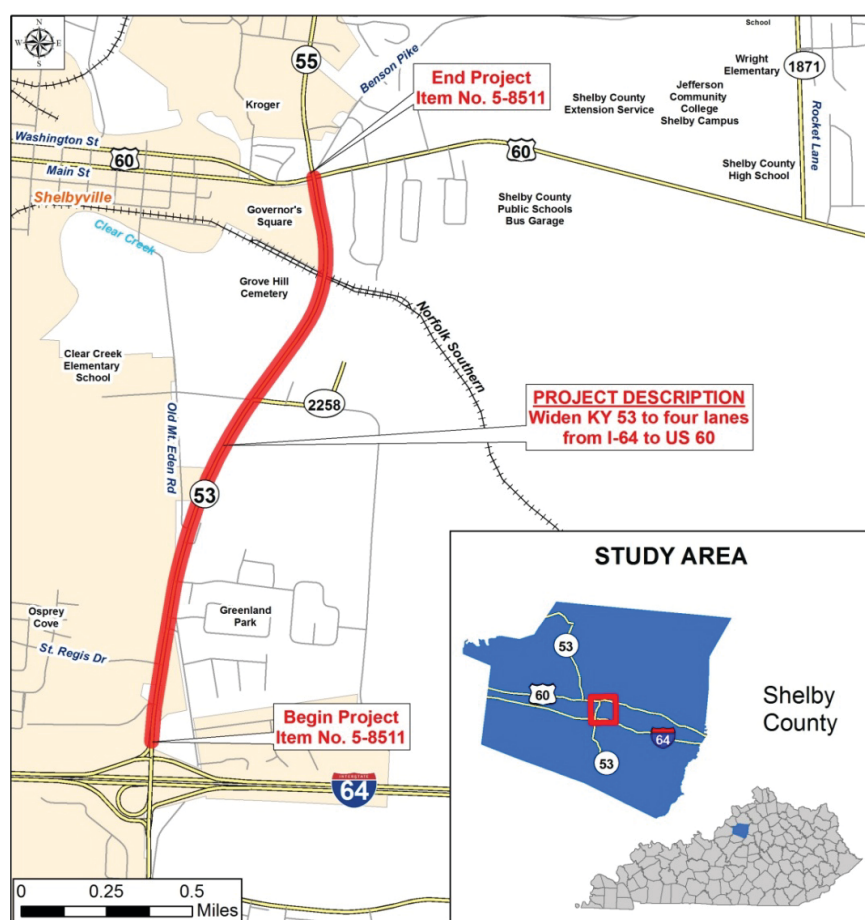 N
W E
S
55
Benson Pike
End Project
Item No. 5-8511
School
Wright
Elementary
1871
Kroger
Shelby County
Extension Service
Jefferson
Community
College
Shelby Campus
Rocket Lane
Washington St
60
Main St
60
Shelby County
High School
Shelbyville
Governor's
Square
Shelby County
Public Schools
Bus Garage
Clear Creek
Grove Hill
Cemetery
Norfolk Southern
Clear Creek
Elementary
School
2258
PROJECT DESCRIPTION
Widen KY 53 to four lanes
from I-64 to US 60
Old Mt. Eden Rd
53
Osprey
Cove
Greenland
Park
St. Regis Dr
Begin Project
Item No. 5-8511
INTERSTATE
64
0 0.25 0.5
Miles
STUDY AREA
53
60
Shelby
County
64
53